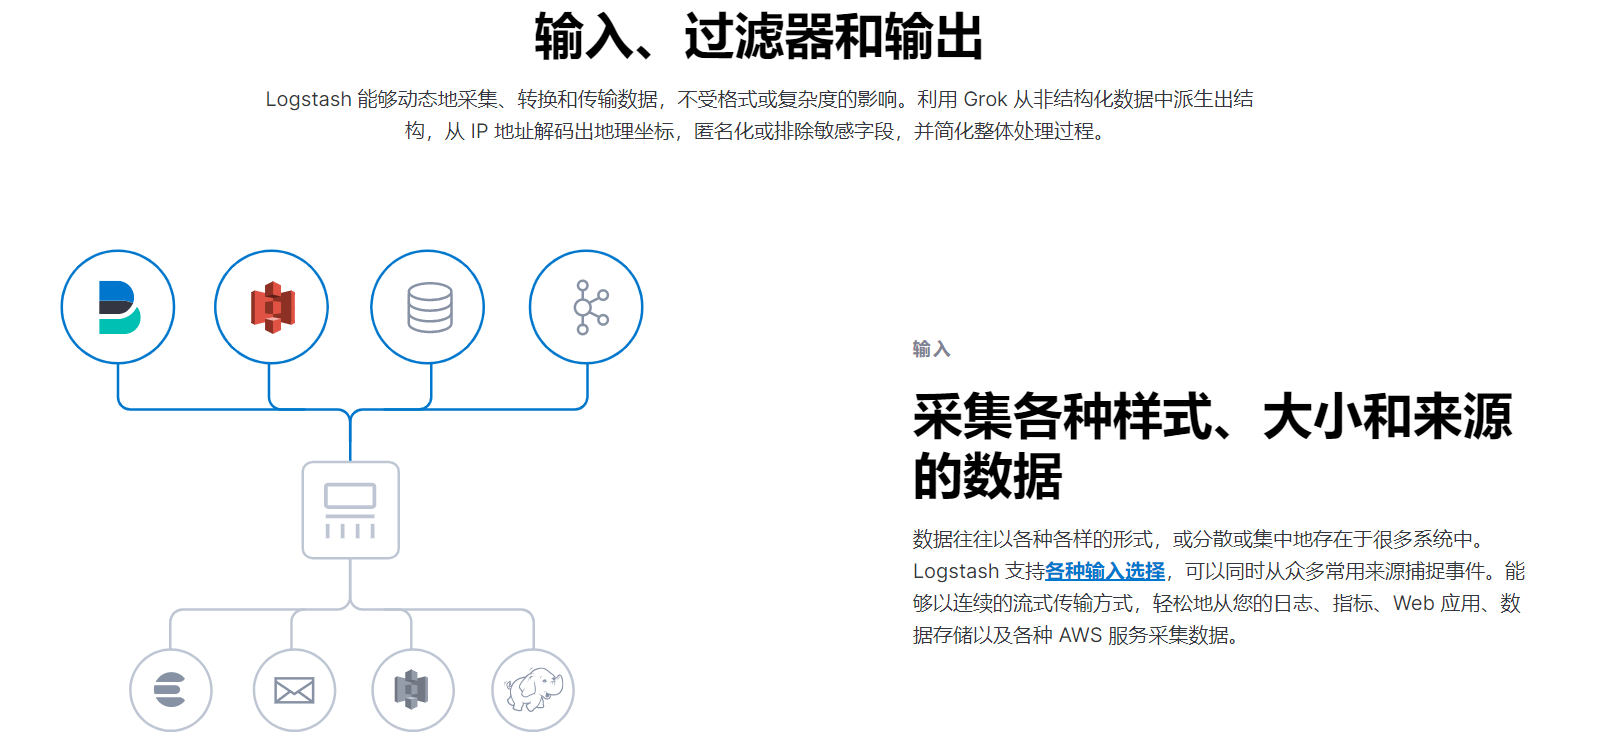 输入、过滤器和输出
Logstash 能够动态地采集、转换和传输数据，不受格式或复杂度的影响。利用 Grok 从非结构化数据中派生出结
构，从 IP 地址解码出地理坐标，匿名化或排除敏感字段，并简化整体处理过程。
输入
采集各种样式、大小和来源
的数据
数据往往以各种各样的形式，或分散或集中地存在于很多系统中。
Logstash 支持各种输入选择，可以同时从众多常用来源捕捉事件。能
够以连续的流式传输方式，轻松地从您的日志、指标、Web 应用、数
据存储以及各种 AWS 服务采集数据。